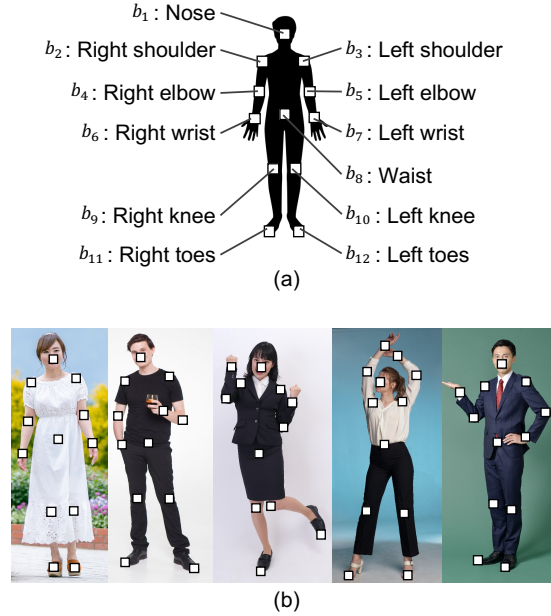 b₁ : Nose
b₂ : Right shoulder
b₃ : Left shoulder
b₄ : Right elbow
b₅ : Left elbow
b₆ : Right wrist
b₇ : Left wrist
b₈ : Waist
b₉ : Right knee
b₁₀ : Left knee
b₁₁ : Right toes
b₁₂ : Left toes
(a)
(b)